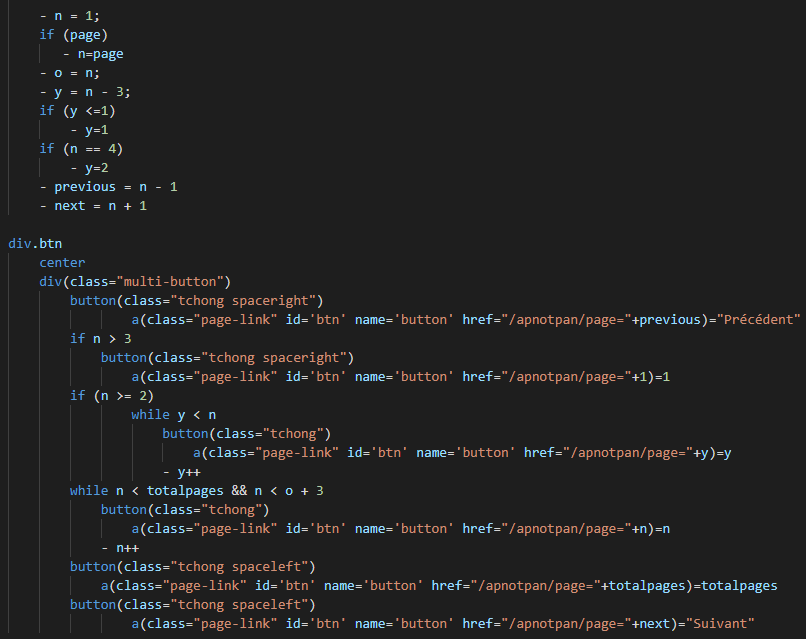 - n = 1;
if (page)
- n=page
- o = n;
- y = n - 3;
if (y <=1)
- y=1
if (n == 4)
- y=2
- previous = n - 1
- next = n + 1
div.btn
center
div(class="multi-button")
button(class="tchong spaceright")
a(class="page-link" id='btn' name='button' href="/apnotpan/page="+previous)="Précédent"
if n > 3
button(class="tchong spaceright")
a(class="page-link" id='btn' name='button' href="/apnotpan/page="+1)=1
if (n >= 2)
while y < n
button(class="tchong")
a(class="page-link" id='btn' name='button' href="/apnotpan/page="+y)=y
- y++
while n < totalpages && n < o + 3
button(class="tchong")
a(class="page-link" id='btn' name='button' href="/apnotpan/page="+n)=n
- n++
button(class="tchong spaceleft")
a(class="page-link" id='btn' name='button' href="/apnotpan/page="+totalpages)=totalpages
button(class="tchong spaceleft")
a(class="page-link" id='btn' name='button' href="/apnotpan/page="+next)="Suivant"